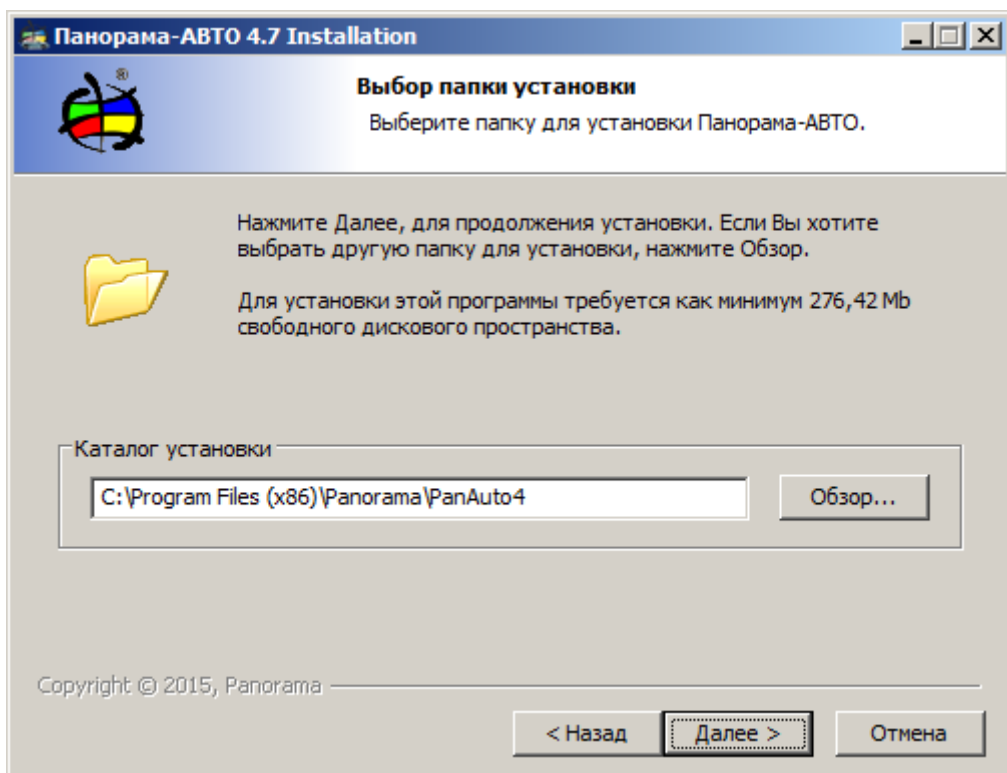 Панорама-АВТО 4.7 Installation
®
Выбор папки установки
Выберите папку для установки Панорама-АВТО.
Нажмите Далее, для продолжения установки. Если Вы хотите
выбрать другую папку для установки, нажмите Обзор.
Для установки этой программы требуется как минимум 276,42 Mb
свободного дискового пространства.
Каталог установки
C:\Program Files (x86)\Panorama\PanAuto4
Обзор...
Copyright © 2015, Panorama
< Назад
Далее >
Отмена